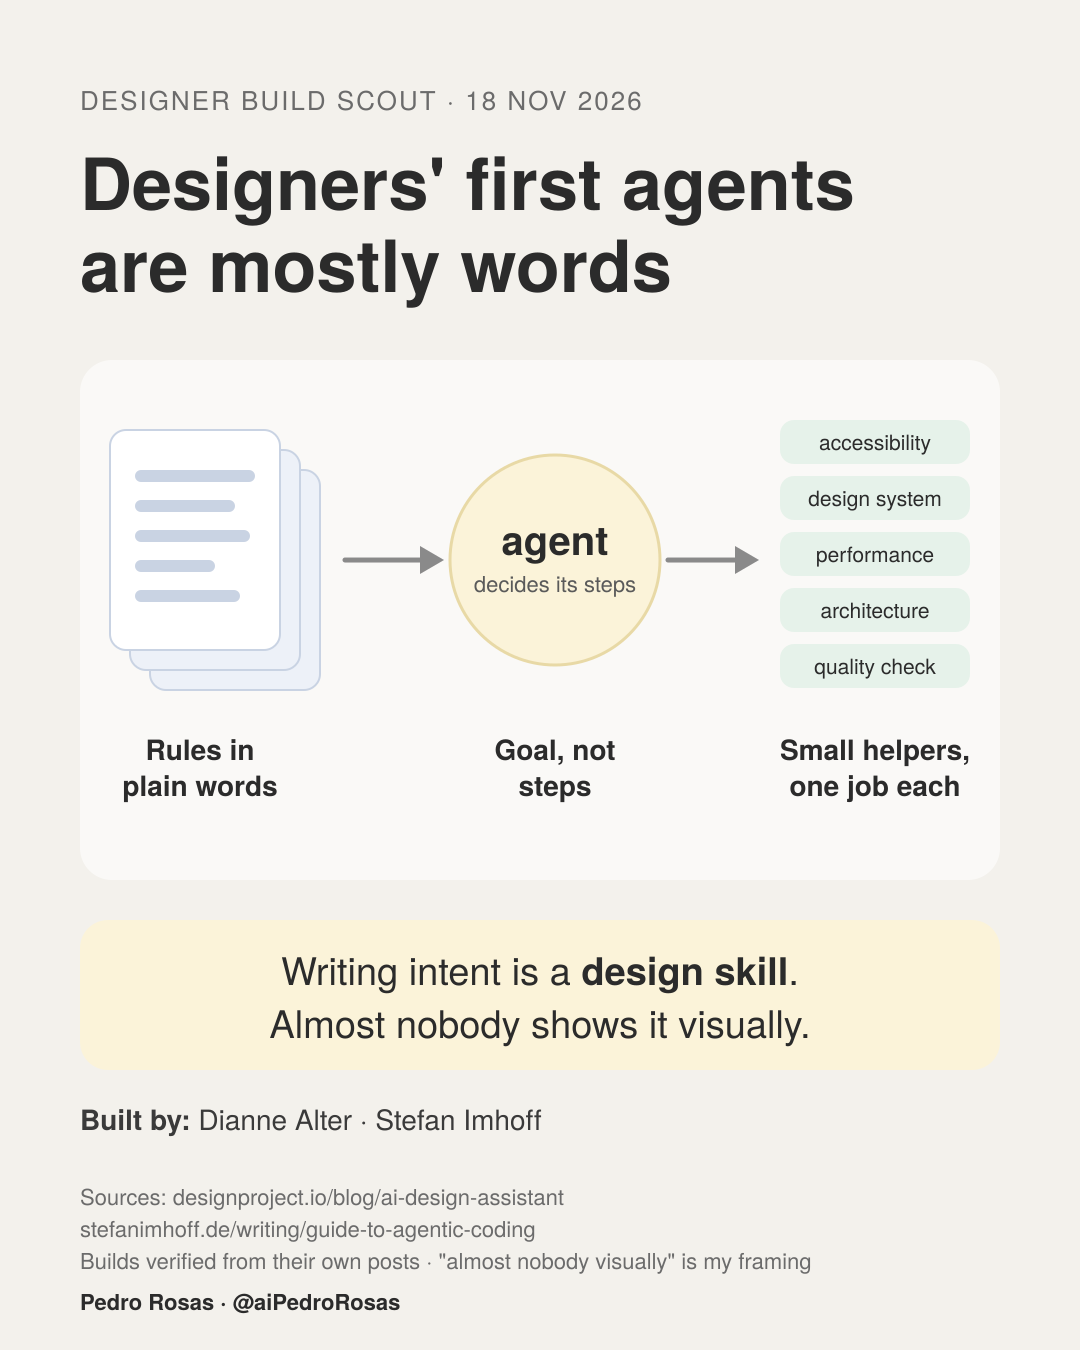 DESIGNER BUILD SCOUT · 18 NOV 2026
Designers' first agents
are mostly words
agent
decides its steps
accessibility
design system
performance
architecture
quality check
Rules in
plain words
Goal, not
steps
Small helpers,
one job each
Writing intent is a design skill.
Almost nobody shows it visually.
Built by: Dianne Alter · Stefan Imhoff
Sources: designproject.io/blog/ai-design-assistant
stefanimhoff.de/writing/guide-to-agentic-coding
Builds verified from their own posts · "almost nobody visually" is my framing
Pedro Rosas · @aiPedroRosas